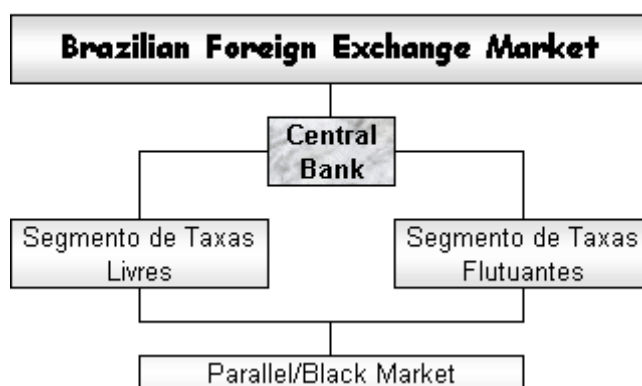 Brazilian Foreign Exchange Market
Central
Bank
Segmento de Taxas
Livres
Segmento de Taxas
Flutuantes
Parallel/Black Market